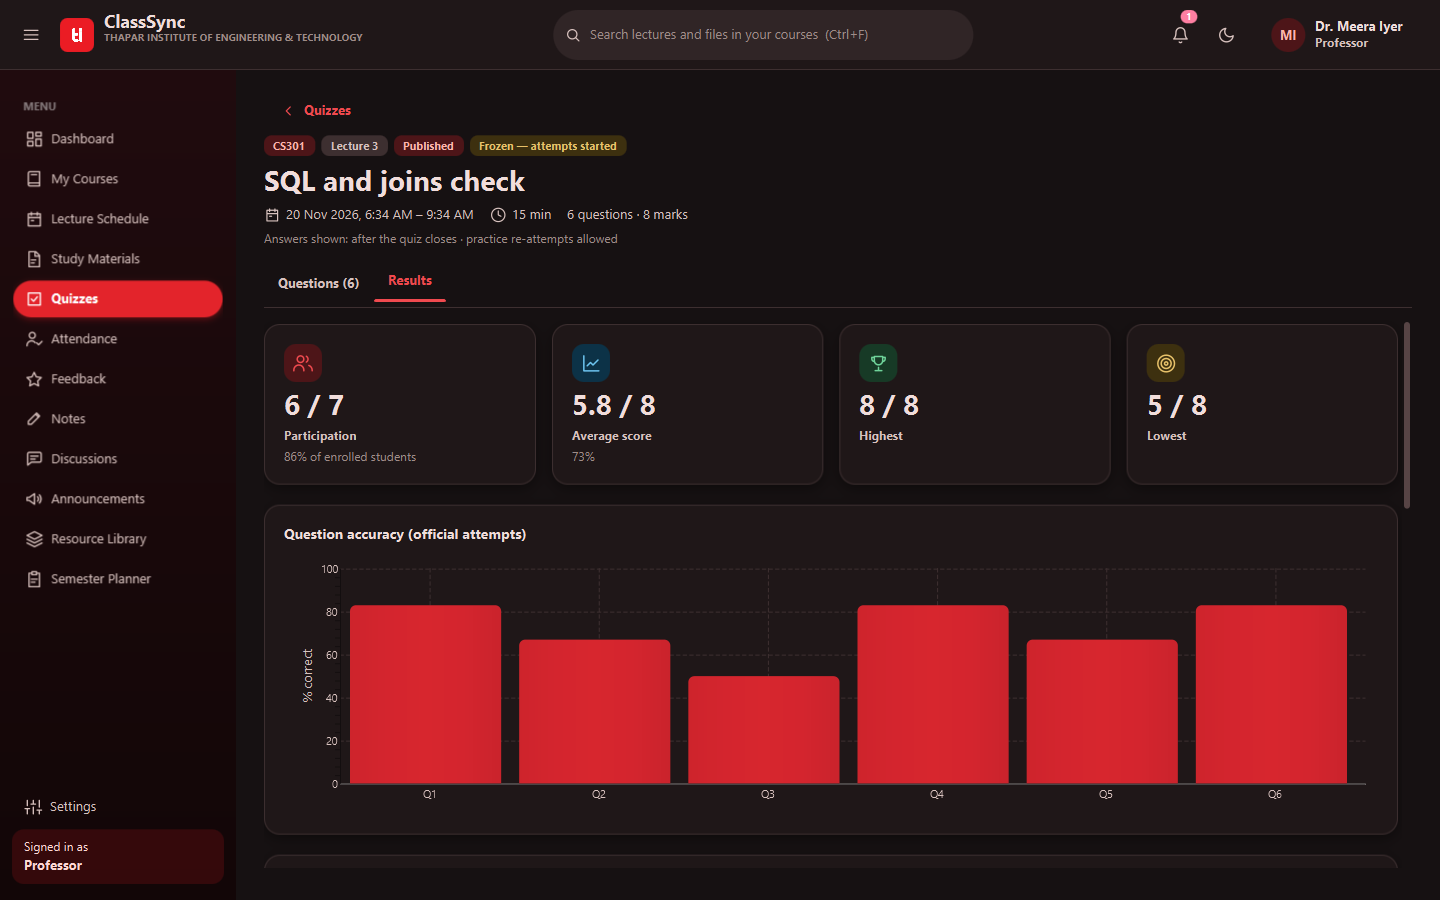 ClassSync
THAPAR INSTITUTE OF ENGINEERING & TECHNOLOGY
Search lectures and files in your courses (Ctrl+F)
1
MI
Dr. Meera Iyer
Professor
MENU
Dashboard
My Courses
Lecture Schedule
Study Materials
Quizzes
Attendance
Feedback
Notes
Discussions
Announcements
Resource Library
Semester Planner
Settings
Signed in as
Professor
Quizzes
CS301 Lecture 3 Published Frozen — attempts started
SQL and joins check
20 Nov 2026, 6:34 AM – 9:34 AM 15 min 6 questions · 8 marks
Answers shown: after the quiz closes · practice re-attempts allowed
Questions (6) Results
6 / 7
Participation
86% of enrolled students
5.8 / 8
Average score
73%
8 / 8
Highest
5 / 8
Lowest
Question accuracy (official attempts)
% correct
100
80
60
40
20
0
Q1 Q2 Q3 Q4 Q5 Q6